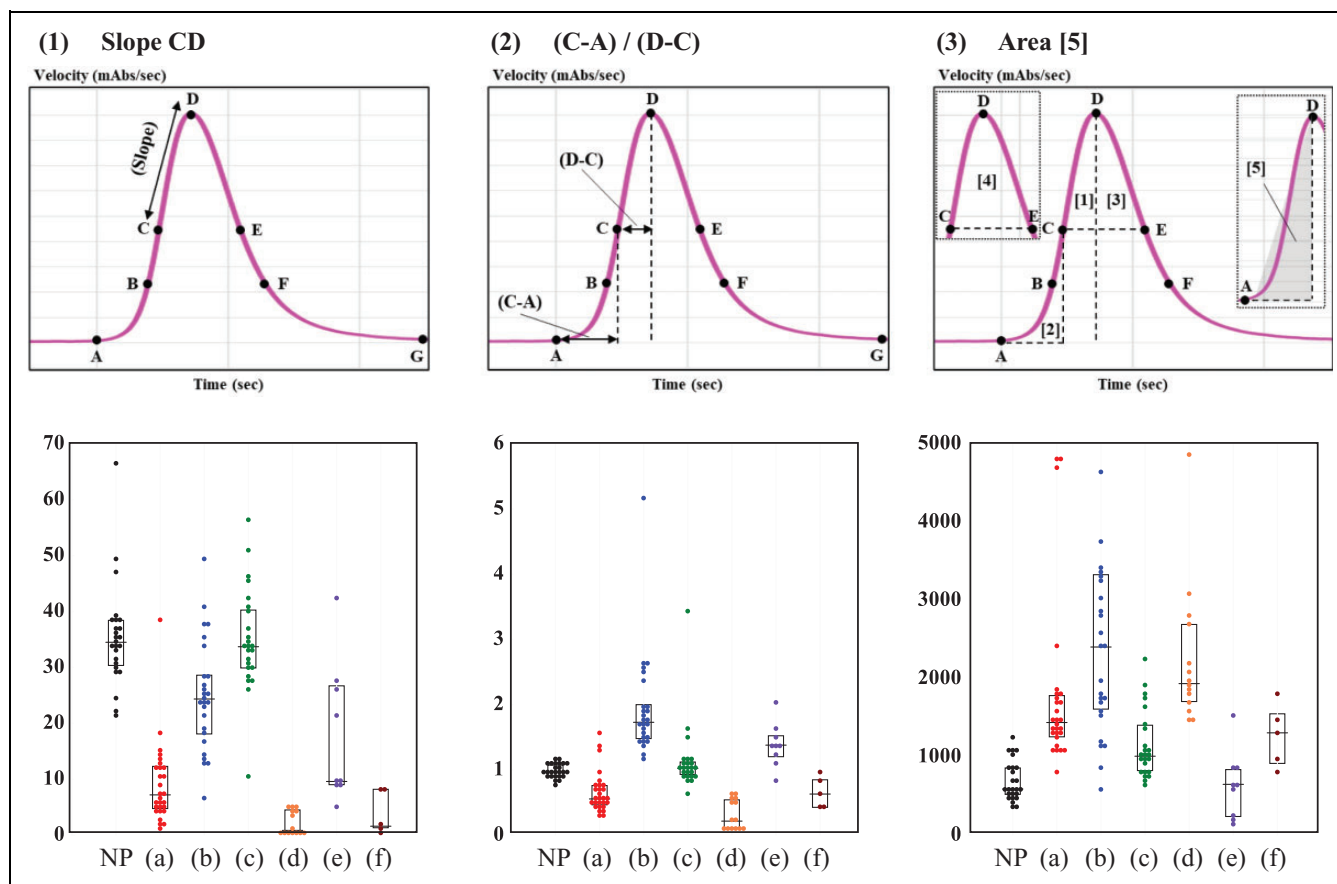 (1) Slope CD
Velocity (mAbs/sec)
D
(Slope)
C
E
B
F
A
G
Time (sec)
(2) (C-A) / (D-C)
Velocity (mAbs/sec)
D
(D-C)
C
E
B
F
(C-A)
A
G
Time (sec)
(3) Area [5]
Velocity (mAbs/sec)
D
[4]
C
E
D
[1]
[3]
C
E
B
F
[2]
A
D
[5]
A
Time (sec)
70
60
50
40
30
20
10
0
NP (a) (b) (c) (d) (e) (f)
6
5
4
3
2
1
0
NP (a) (b) (c) (d) (e) (f)
5000
4000
3000
2000
1000
0
NP (a) (b) (c) (d) (e) (f)